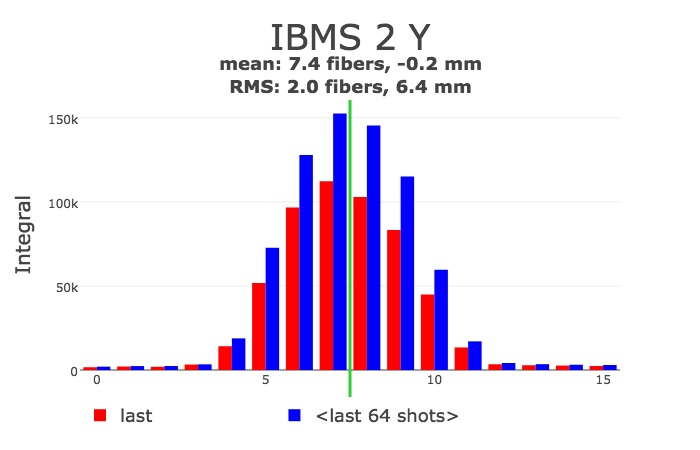 IBMS 2 Y
mean: 7.4 fibers, -0.2 mm
RMS: 2.0 fibers, 6.4 mm
Integral
150k
100k
50k
0
0
5
10
15
last
<last 64 shots>